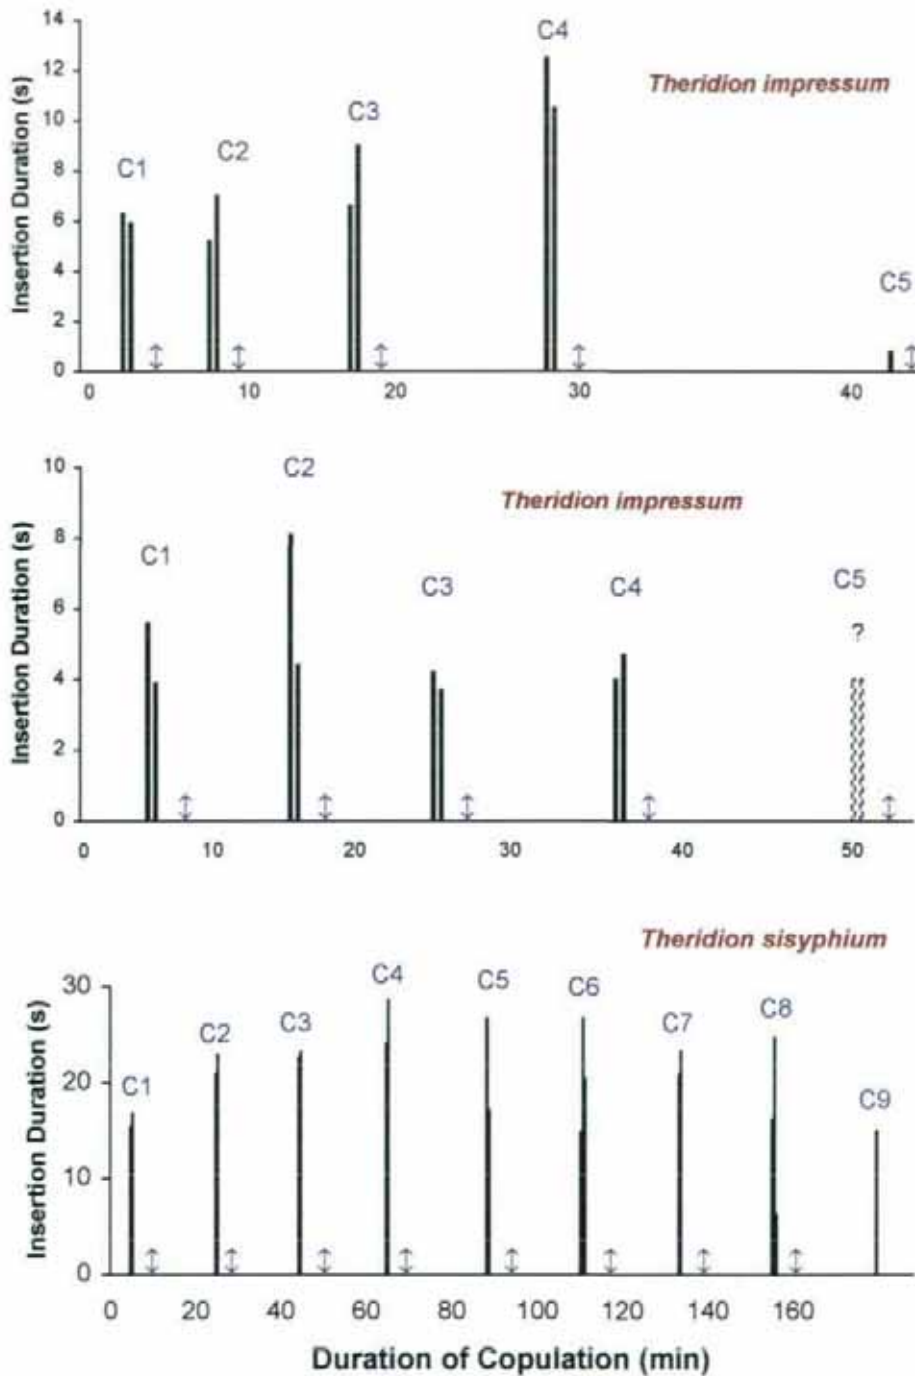 14
C4
Theridion impressum
12
10
C3
C2
8
C1
6
4
C5
2
0
Insertion Duration (s)
0 10 20 30 40
10
C2
Theridion impressum
8
C1
C3 C4 C5
6
?
4
2
0
Insertion Duration (s)
0 10 20 30 40 50
Theridion sisyphium
30
C4 C5 C6
C2 C3 C7 C8
20
C1 C9
10
0
Insertion Duration (s)
0 20 40 60 80 100 120 140 160
Duration of Copulation (min)